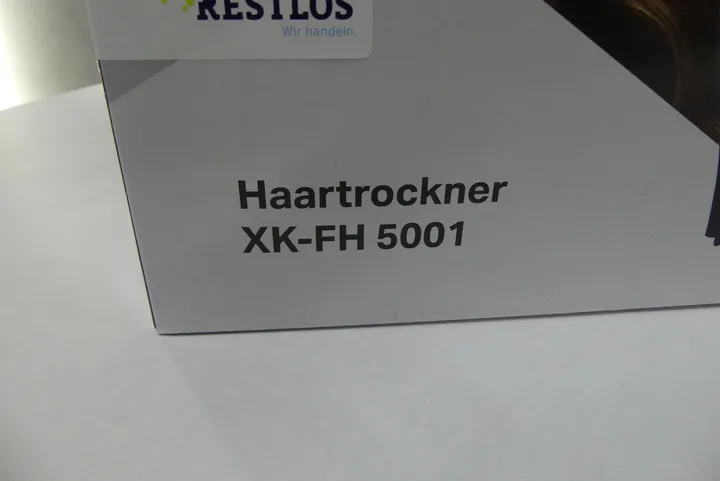 RESTLOS
Wir handeln.
Haartrockner
XK-FH 5001